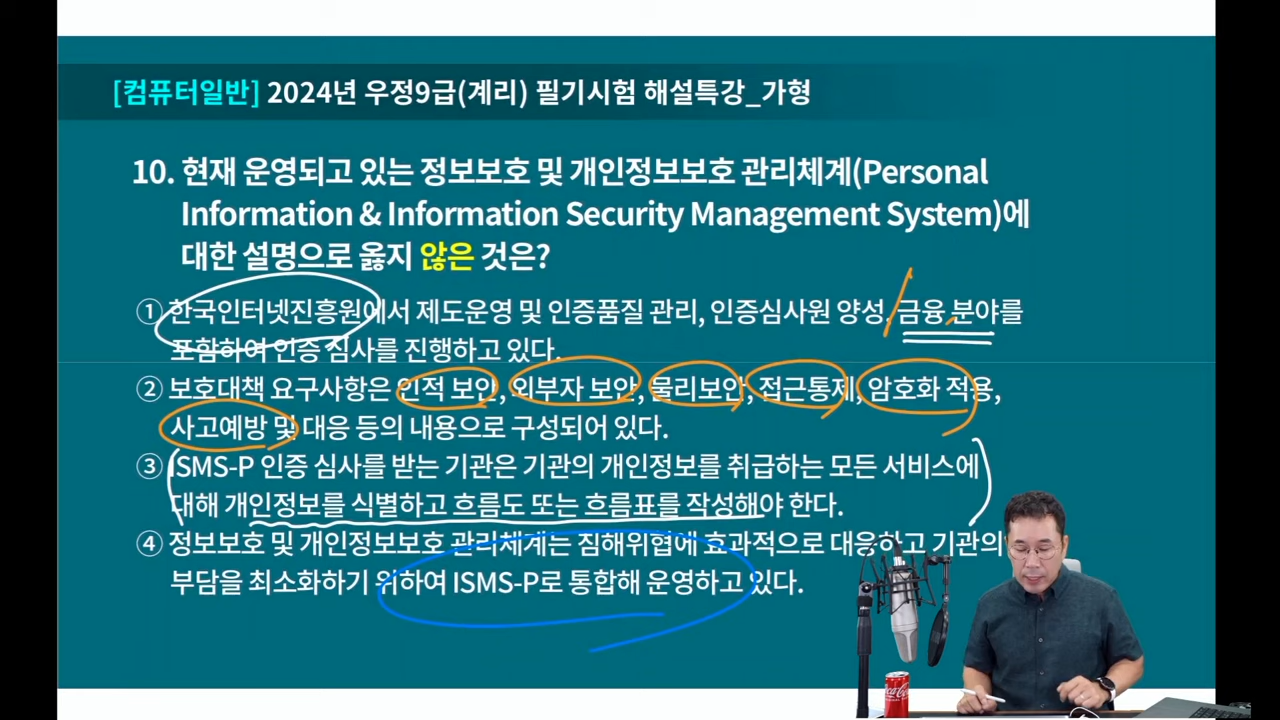 [컴퓨터일반] 2024년 우정9급(계리) 필기시험 해설특강_가형
10. 현재 운영되고 있는 정보보호 및 개인정보보호 관리체계(Personal
Information & Information Security Management System)에
대한 설명으로 옳지 않은 것은?
① 한국인터넷진흥원에서 제도운영 및 인증품질 관리, 인증심사원 양성, 금융 분야를
포함하여 인증 심사를 진행하고 있다.
② 보호대책 요구사항은 인적 보안, 외부자 보안, 물리보안, 접근통제, 암호화 적용,
사고예방 및 대응 등의 내용으로 구성되어 있다.
③ ISMS-P 인증 심사를 받는 기관은 기관의 개인정보를 취급하는 모든 서비스에
대해 개인정보를 식별하고 흐름도 또는 흐름표를 작성해야 한다.
④ 정보보호 및 개인정보보호 관리체계는 침해위협에 효과적으로 대응하고 기관의
부담을 최소화하기 위하여 ISMS-P로 통합해 운영하고 있다.
Coca-Cola